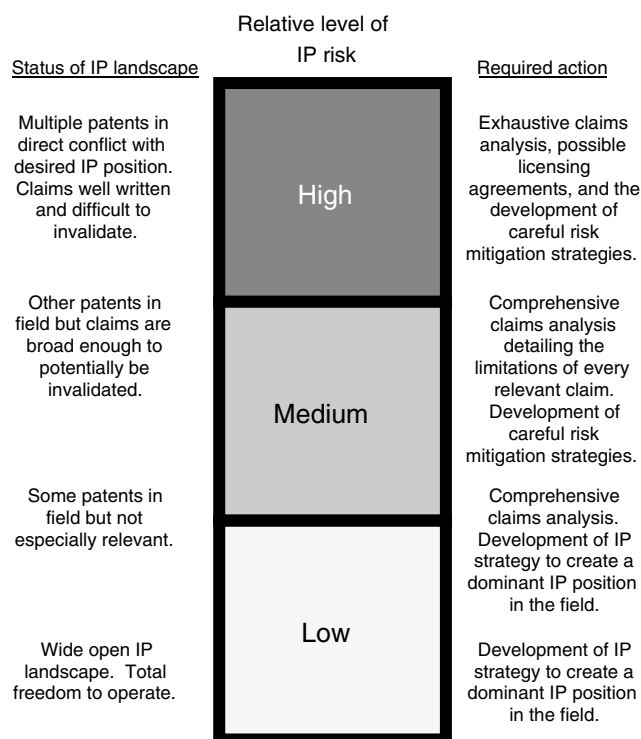 Relative level of
IP risk
Status of IP landscape
Required action
Multiple patents in
direct conflict with
desired IP position.
Claims well written
and difficult to
invalidate.
High
Exhaustive claims
analysis, possible
licensing
agreements, and the
development of
careful risk
mitigation strategies.
Other patents in
field but claims are
broad enough to
potentially be
invalidated.
Medium
Comprehensive
claims analysis
detailing the
limitations of every
relevant claim.
Development of
careful risk
mitigation strategies.
Some patents in
field but not
especially relevant.
Comprehensive
claims analysis.
Development of IP
strategy to create a
dominant IP position
in the field.
Low
Wide open IP
landscape.  Total
freedom to operate.
Development of IP
strategy to create a
dominant IP position
in the field.